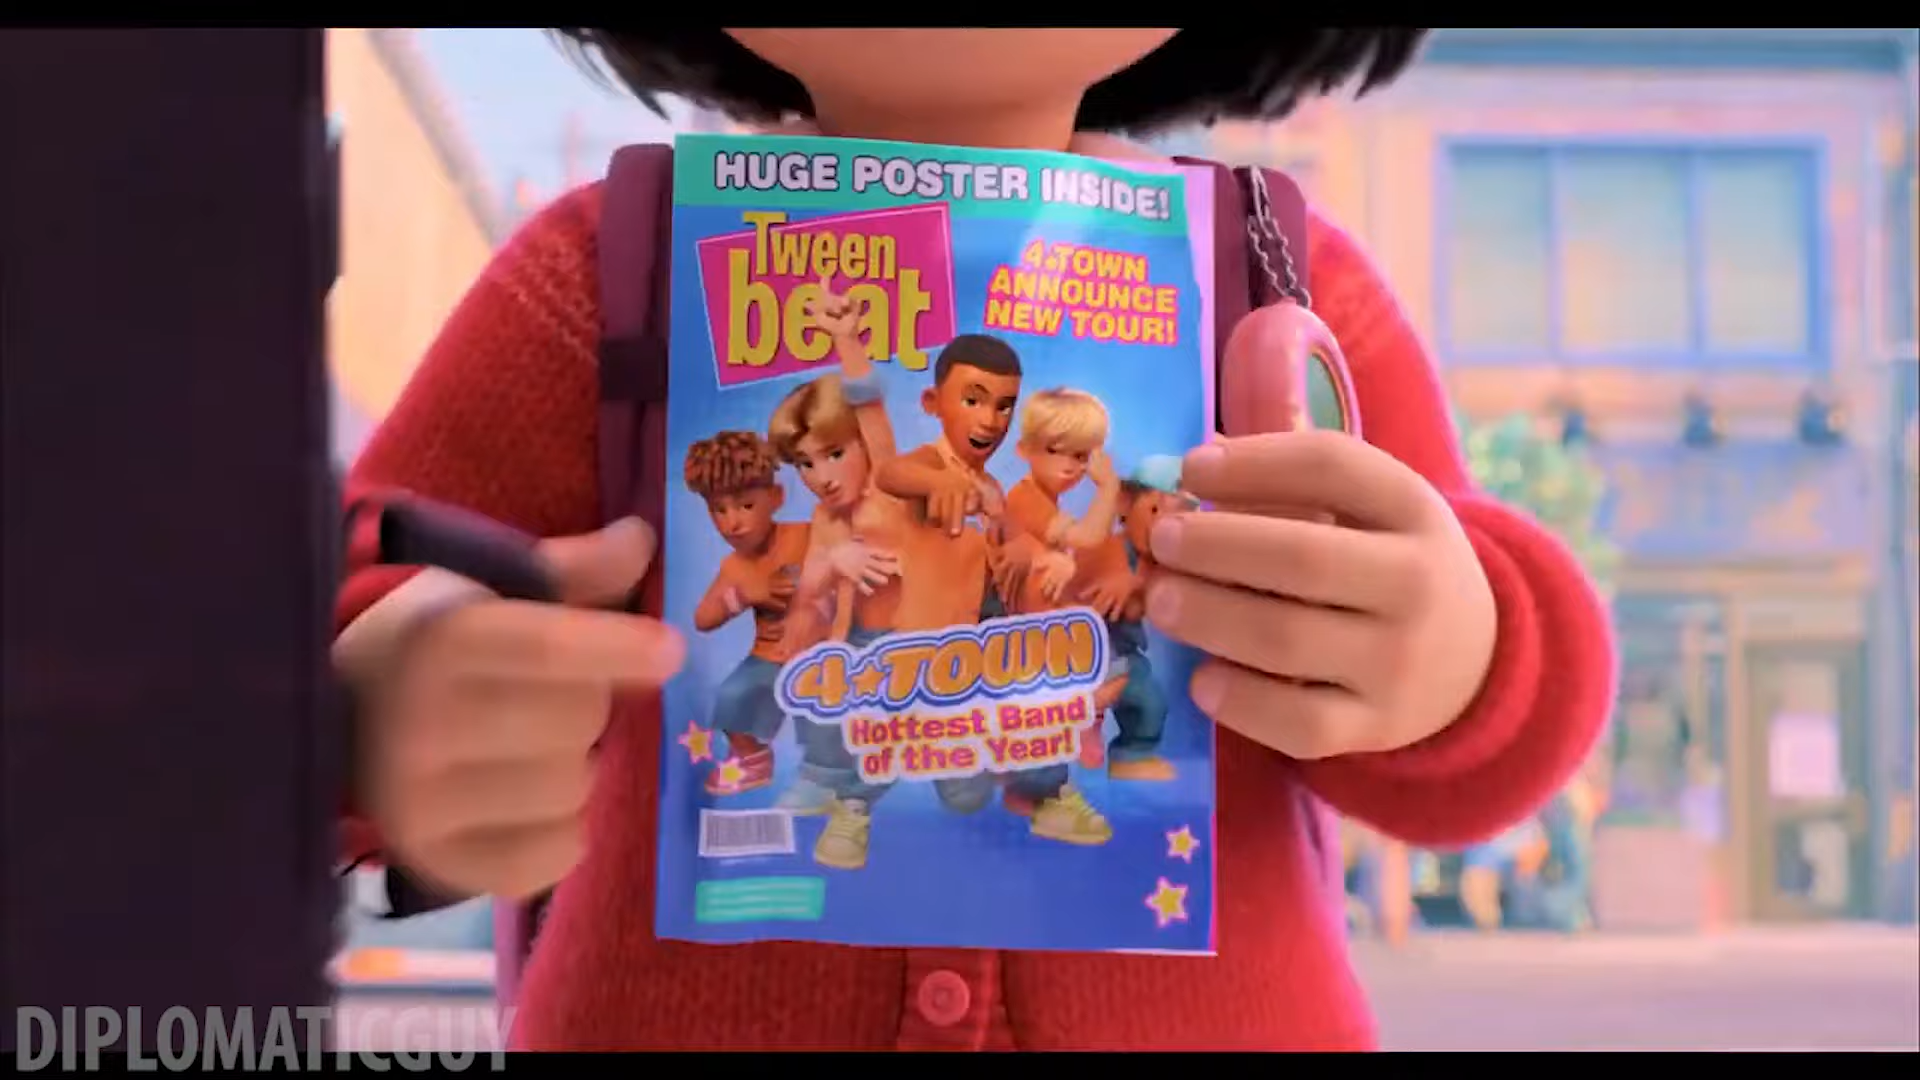 HUGE POSTER INSIDE!
Tween
beat
4★TOWN
ANNOUNCE
NEW TOUR!
4★TOWN
Hottest Band
of the Year!
DIPLOMATICGUY